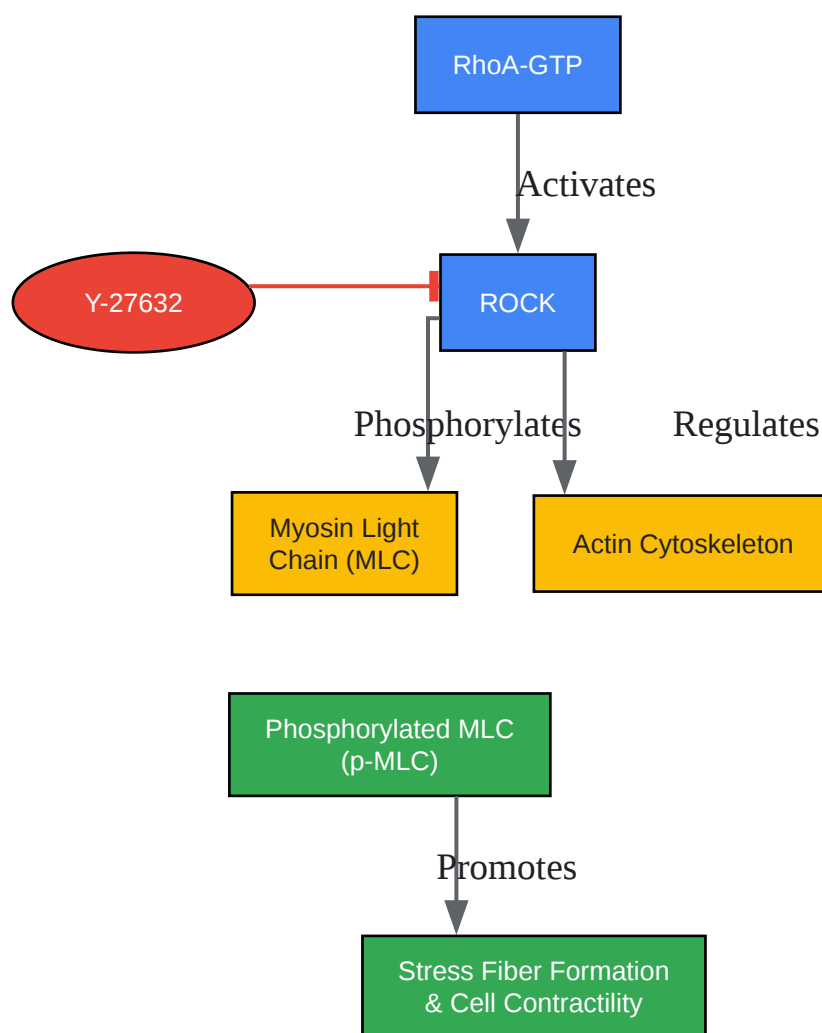 RhoA-GTP
Activates
Y-27632
ROCK
Phosphorylates
Regulates
Myosin Light
Chain (MLC)
Actin Cytoskeleton
Phosphorylated MLC
(p-MLC)
Promotes
Stress Fiber Formation
& Cell Contractility